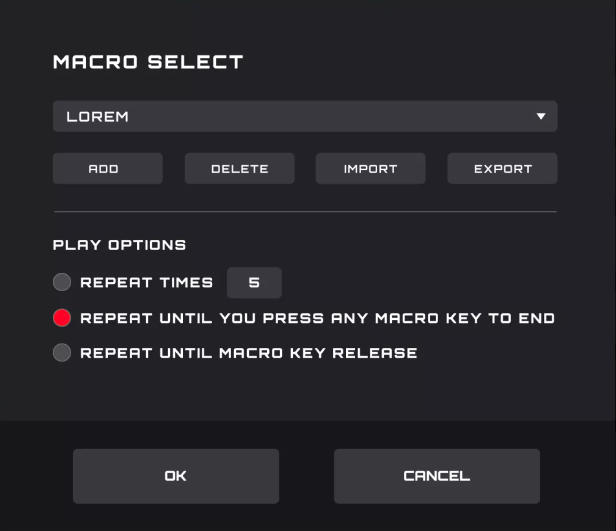 MACRO SELECT
LOREM
ADD DELETE IMPORT EXPORT
PLAY OPTIONS
REPEAT TIMES 5
REPEAT UNTIL YOU PRESS ANY MACRO KEY TO END
REPEAT UNTIL MACRO KEY RELEASE
OK CANCEL